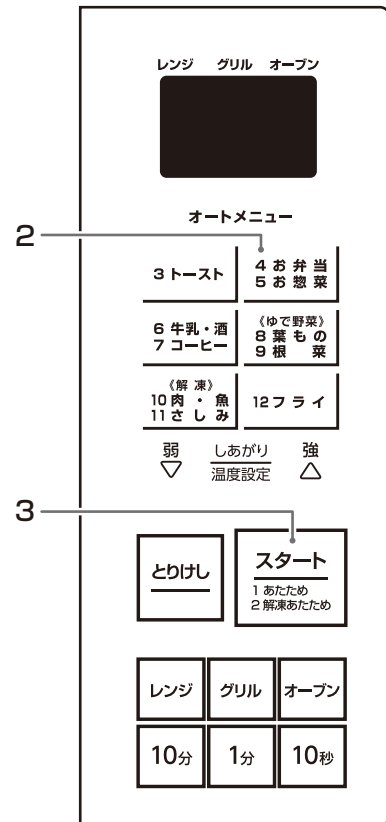 レンジ グリル オーブン
オートメニュー
2
3 トースト
4 お弁当
5 お惣菜
6 牛乳・酒
7 コーヒー
《ゆで野菜》
8 葉もの
9 根菜
《解凍》
10 肉・魚
11 さしみ
12 フライ
弱 しあがり 強
▽ 温度設定 △
3
とりけし
スタート
1 あたため
2 解凍あたため
レンジ グリル オーブン
10分 1分 10秒